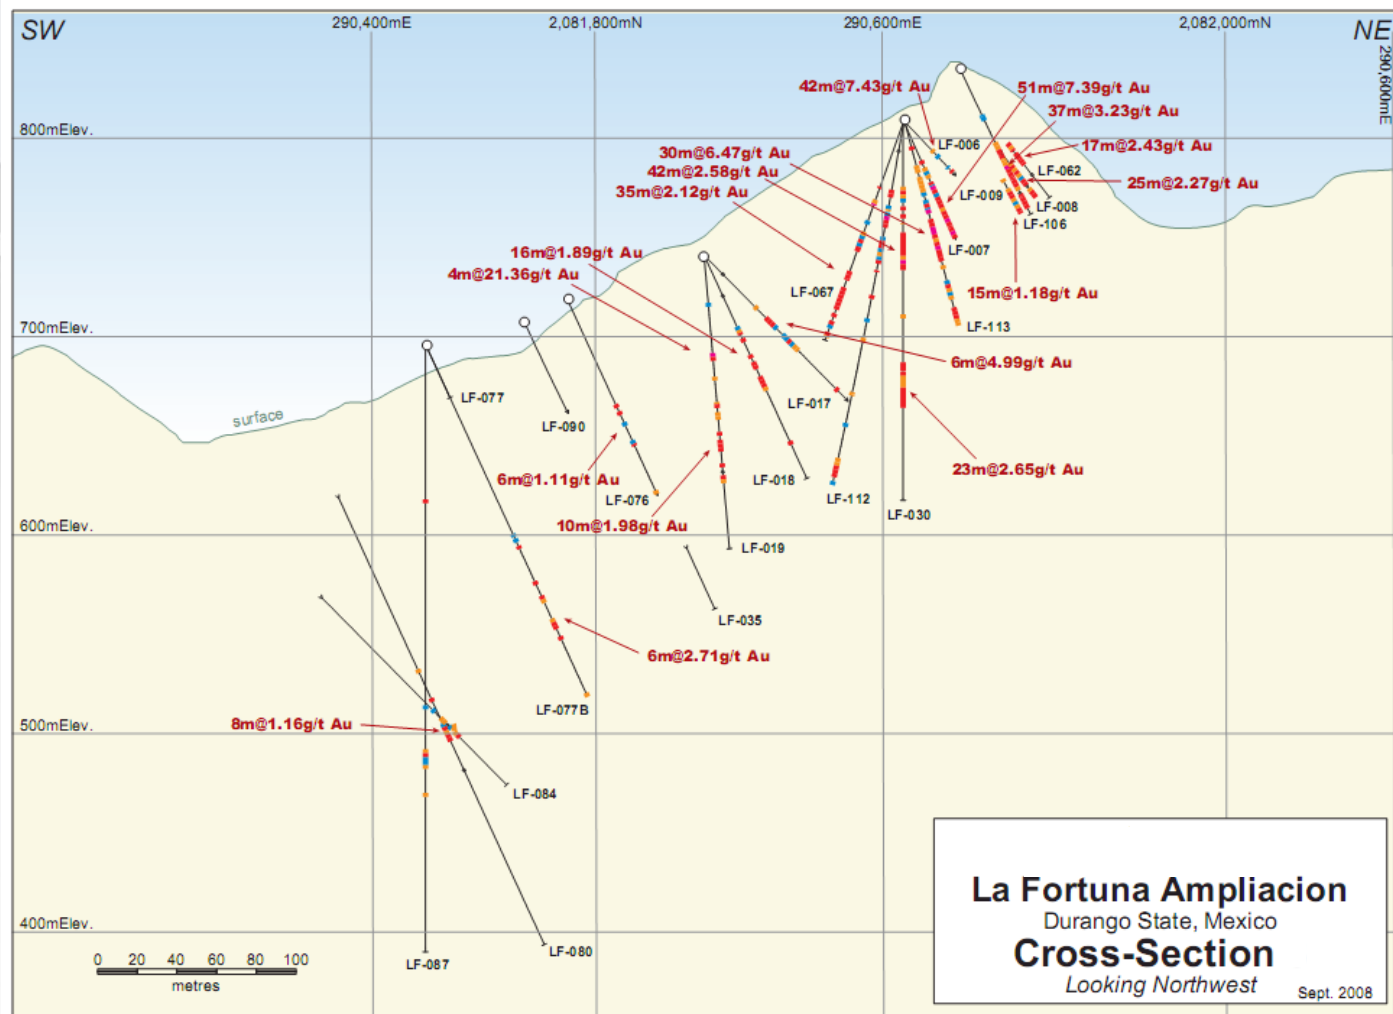 SW
290,400mE
2,081,800mN
290,600mE
2,082,000mN
NE
290,600mE
42m@7.43g/t Au
51m@7.39g/t Au
37m@3.23g/t Au
800mElev.
17m@2.43g/t Au
LF-006
30m@6.47g/t Au
42m@2.58g/t Au
LF-062
25m@2.27g/t Au
35m@2.12g/t Au
LF-009
LF-008
LF-106
16m@1.89g/t Au
LF-007
4m@21.36g/t Au
LF-067
15m@1.18g/t Au
LF-113
700mElev.
6m@4.99g/t Au
LF-077
LF-017
surface
LF-090
23m@2.65g/t Au
6m@1.11g/t Au
LF-018
LF-076
LF-112
LF-030
10m@1.98g/t Au
600mElev.
LF-019
LF-035
6m@2.71g/t Au
LF-077B
8m@1.16g/t Au
500mElev.
LF-084
400mElev.
LF-080
LF-087
0 20 40 60 80 100
metres
La Fortuna Ampliacion
Durango State, Mexico
Cross-Section
Looking Northwest
Sept. 2008